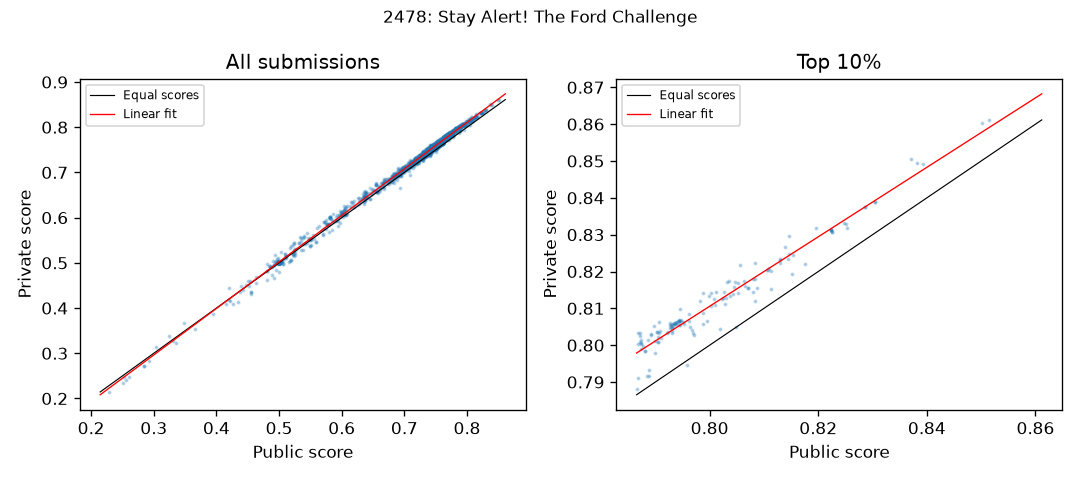 2478: Stay Alert! The Ford Challenge
All submissions
Private score
0.9
0.8
0.7
0.6
0.5
0.4
0.3
0.2
Equal scores
Linear fit
0.2 0.3 0.4 0.5 0.6 0.7 0.8
Public score
Top 10%
Private score
0.87
0.86
0.85
0.84
0.83
0.82
0.81
0.80
0.79
Equal scores
Linear fit
0.80 0.82 0.84 0.86
Public score